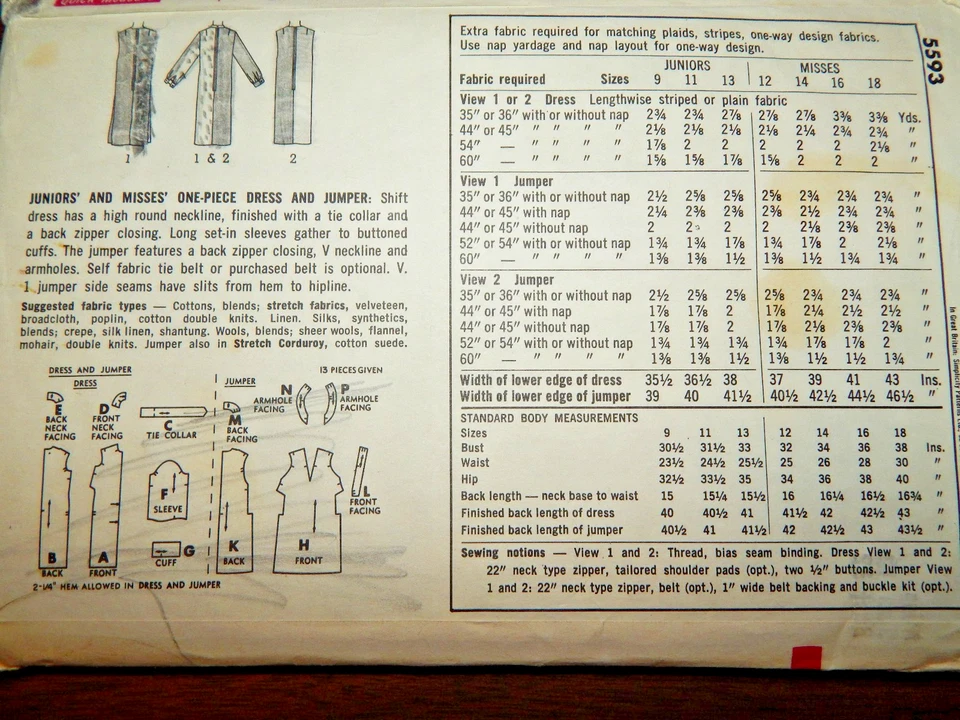 1
1 & 2
2
JUNIORS' AND MISSES' ONE-PIECE DRESS AND JUMPER: Shift
dress has a high round neckline, finished with a tie collar and
a back zipper closing. Long set-in sleeves gather to buttoned
cuffs. The jumper features a back zipper closing, V neckline and
armholes. Self fabric tie belt or purchased belt is optional. V.
1 jumper side seams have slits from hem to hipline.
Suggested fabric types — Cottons, blends; stretch fabrics, velveteen,
broadcloth, poplin, cotton double knits. Linen. Silks, synthetics,
blends; crepe, silk linen, shantung. Wools, blends; sheer wools, flannel,
mohair, double knits. Jumper also in Stretch Corduroy, cotton suede.
DRESS AND JUMPER
13 PIECES GIVEN
DRESS
JUMPER
E
BACK
NECK
FACING
D
FRONT
NECK
FACING
C
TIE COLLAR
M
BACK
FACING
N
ARMHOLE
FACING
P
ARMHOLE
FACING
B
BACK
A
FRONT
F
SLEEVE
G
CUFF
K
BACK
H
FRONT
L
FRONT
FACING
2-1/4" HEM ALLOWED IN DRESS AND JUMPER
5593
Extra fabric required for matching plaids, stripes, one-way design fabrics.
Use nap yardage and nap layout for one-way design.
JUNIORS MISSES
Fabric required Sizes 9 11 13 12 14 16 18
View 1 or 2 Dress Lengthwise striped or plain fabric
35" or 36" with or without nap 2¾ 2¾ 2⅞ 2⅞ 2⅞ 3⅜ 3⅜ Yds.
44" or 45" " " " " 2⅛ 2⅛ 2⅛ 2⅛ 2¼ 2¾ 2¾ "
54" — " " " " 1⅞ 2 2 2 2 2 2⅛ "
60" — " " " " 1⅝ 1⅝ 1⅞ 1⅝ 2 2 2 "
View 1 Jumper
35" or 36" with or without nap 2½ 2⅝ 2⅝ 2⅝ 2¾ 2¾ 2¾ "
44" or 45" with nap 2¼ 2⅜ 2⅜ 2⅜ 2½ 2¾ 2¾ "
44" or 45" without nap 2 2 2 2 2⅛ 2⅜ 2⅜ "
52" or 54" with or without nap 1¾ 1¾ 1⅞ 1¾ 1⅞ 2 2⅛ "
60" — " " " " 1⅜ 1⅜ 1½ 1⅜ 1½ 1¾ 1¾ "
View 2 Jumper
35" or 36" with or without nap 2½ 2⅝ 2⅝ 2⅝ 2¾ 2¾ 2¾ "
44" or 45" with nap 1⅞ 1⅞ 2 1⅞ 2¼ 2½ 2½ "
44" or 45" without nap 1⅞ 1⅞ 2 1⅞ 2⅛ 2⅜ 2⅜ "
52" or 54" with or without nap 1¾ 1¾ 1¾ 1¾ 1⅞ 1⅞ 2 "
60" — " " " " 1⅜ 1⅜ 1½ 1⅜ 1½ 1½ 1¾ "
Width of lower edge of dress 35½ 36½ 38 37 39 41 43 Ins.
Width of lower edge of jumper 39 40 41½ 40½ 42½ 44½ 46½ "
STANDARD BODY MEASUREMENTS
Sizes 9 11 13 12 14 16 18
Bust 30½ 31½ 33 32 34 36 38 Ins.
Waist 23½ 24½ 25½ 25 26 28 30 "
Hip 32½ 33½ 35 34 36 38 40 "
Back length — neck base to waist 15 15¼ 15½ 16 16¼ 16½ 16¾ "
Finished back length of dress 40 40½ 41 41½ 42 42½ 43 "
Finished back length of jumper 40½ 41 41½ 42 42½ 43 43½ "
Sewing notions — View 1 and 2: Thread, bias seam binding. Dress View 1 and 2:
22" neck type zipper, tailored shoulder pads (opt.), two ½" buttons. Jumper View
1 and 2: 22" neck type zipper, belt (opt.), 1" wide belt backing and buckle kit (opt.).
in Great Britain: Simplicity Patterns